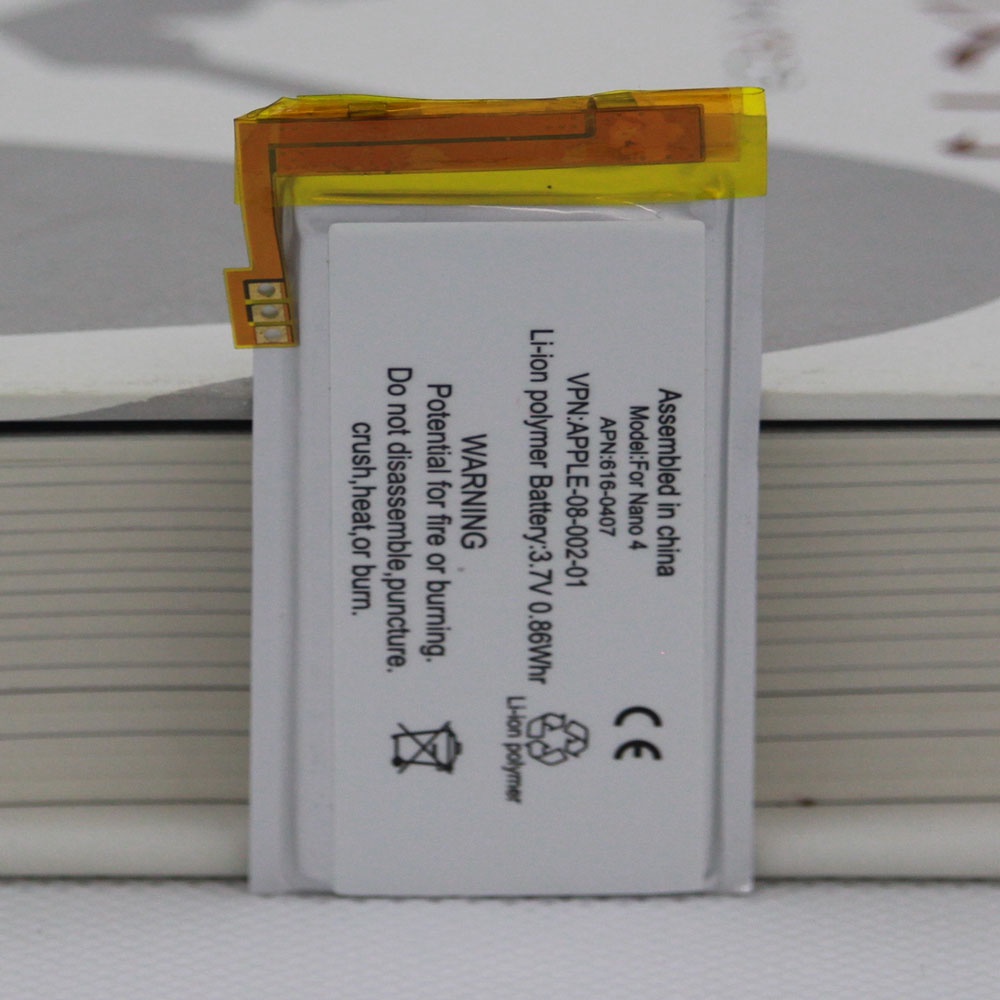 Assembled in china
Model:For Nano 4
APN:616-0407
VPN:APPLE-08-002-01
Li-ion polymer Battery:3.7V 0.86Whr
WARNING
Potential for fire or burning.
Do not disassemble,puncture.
crush,heat,or burn.
CE
Li-ion polymer